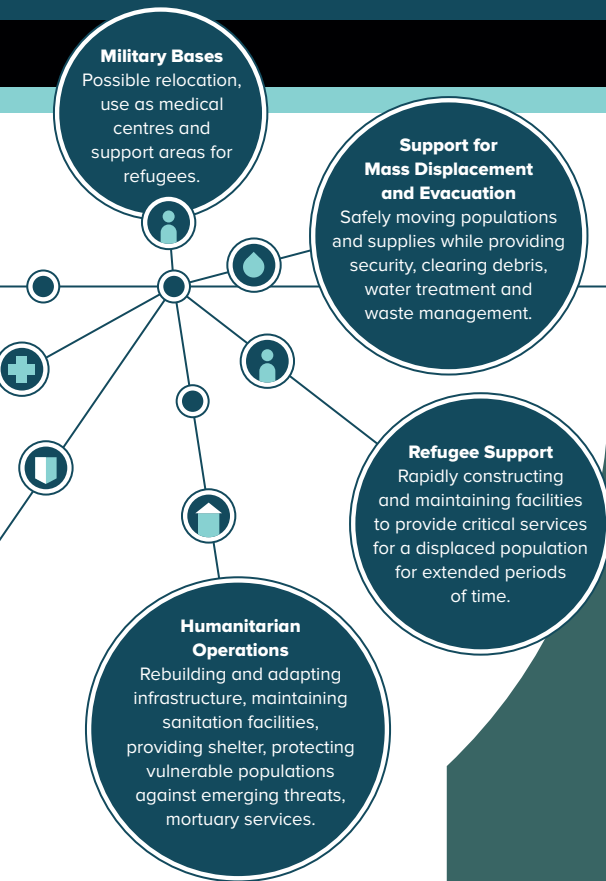 Military Bases
Possible relocation,
use as medical
centres and
support areas for
refugees.
Support for
Mass Displacement
and Evacuation
Safely moving populations
and supplies while providing
security, clearing debris,
water treatment and
waste management.
Refugee Support
Rapidly constructing
and maintaining facilities
to provide critical services
for a displaced population
for extended periods
of time.
Humanitarian
Operations
Rebuilding and adapting
infrastructure, maintaining
sanitation facilities,
providing shelter, protecting
vulnerable populations
against emerging threats,
mortuary services.